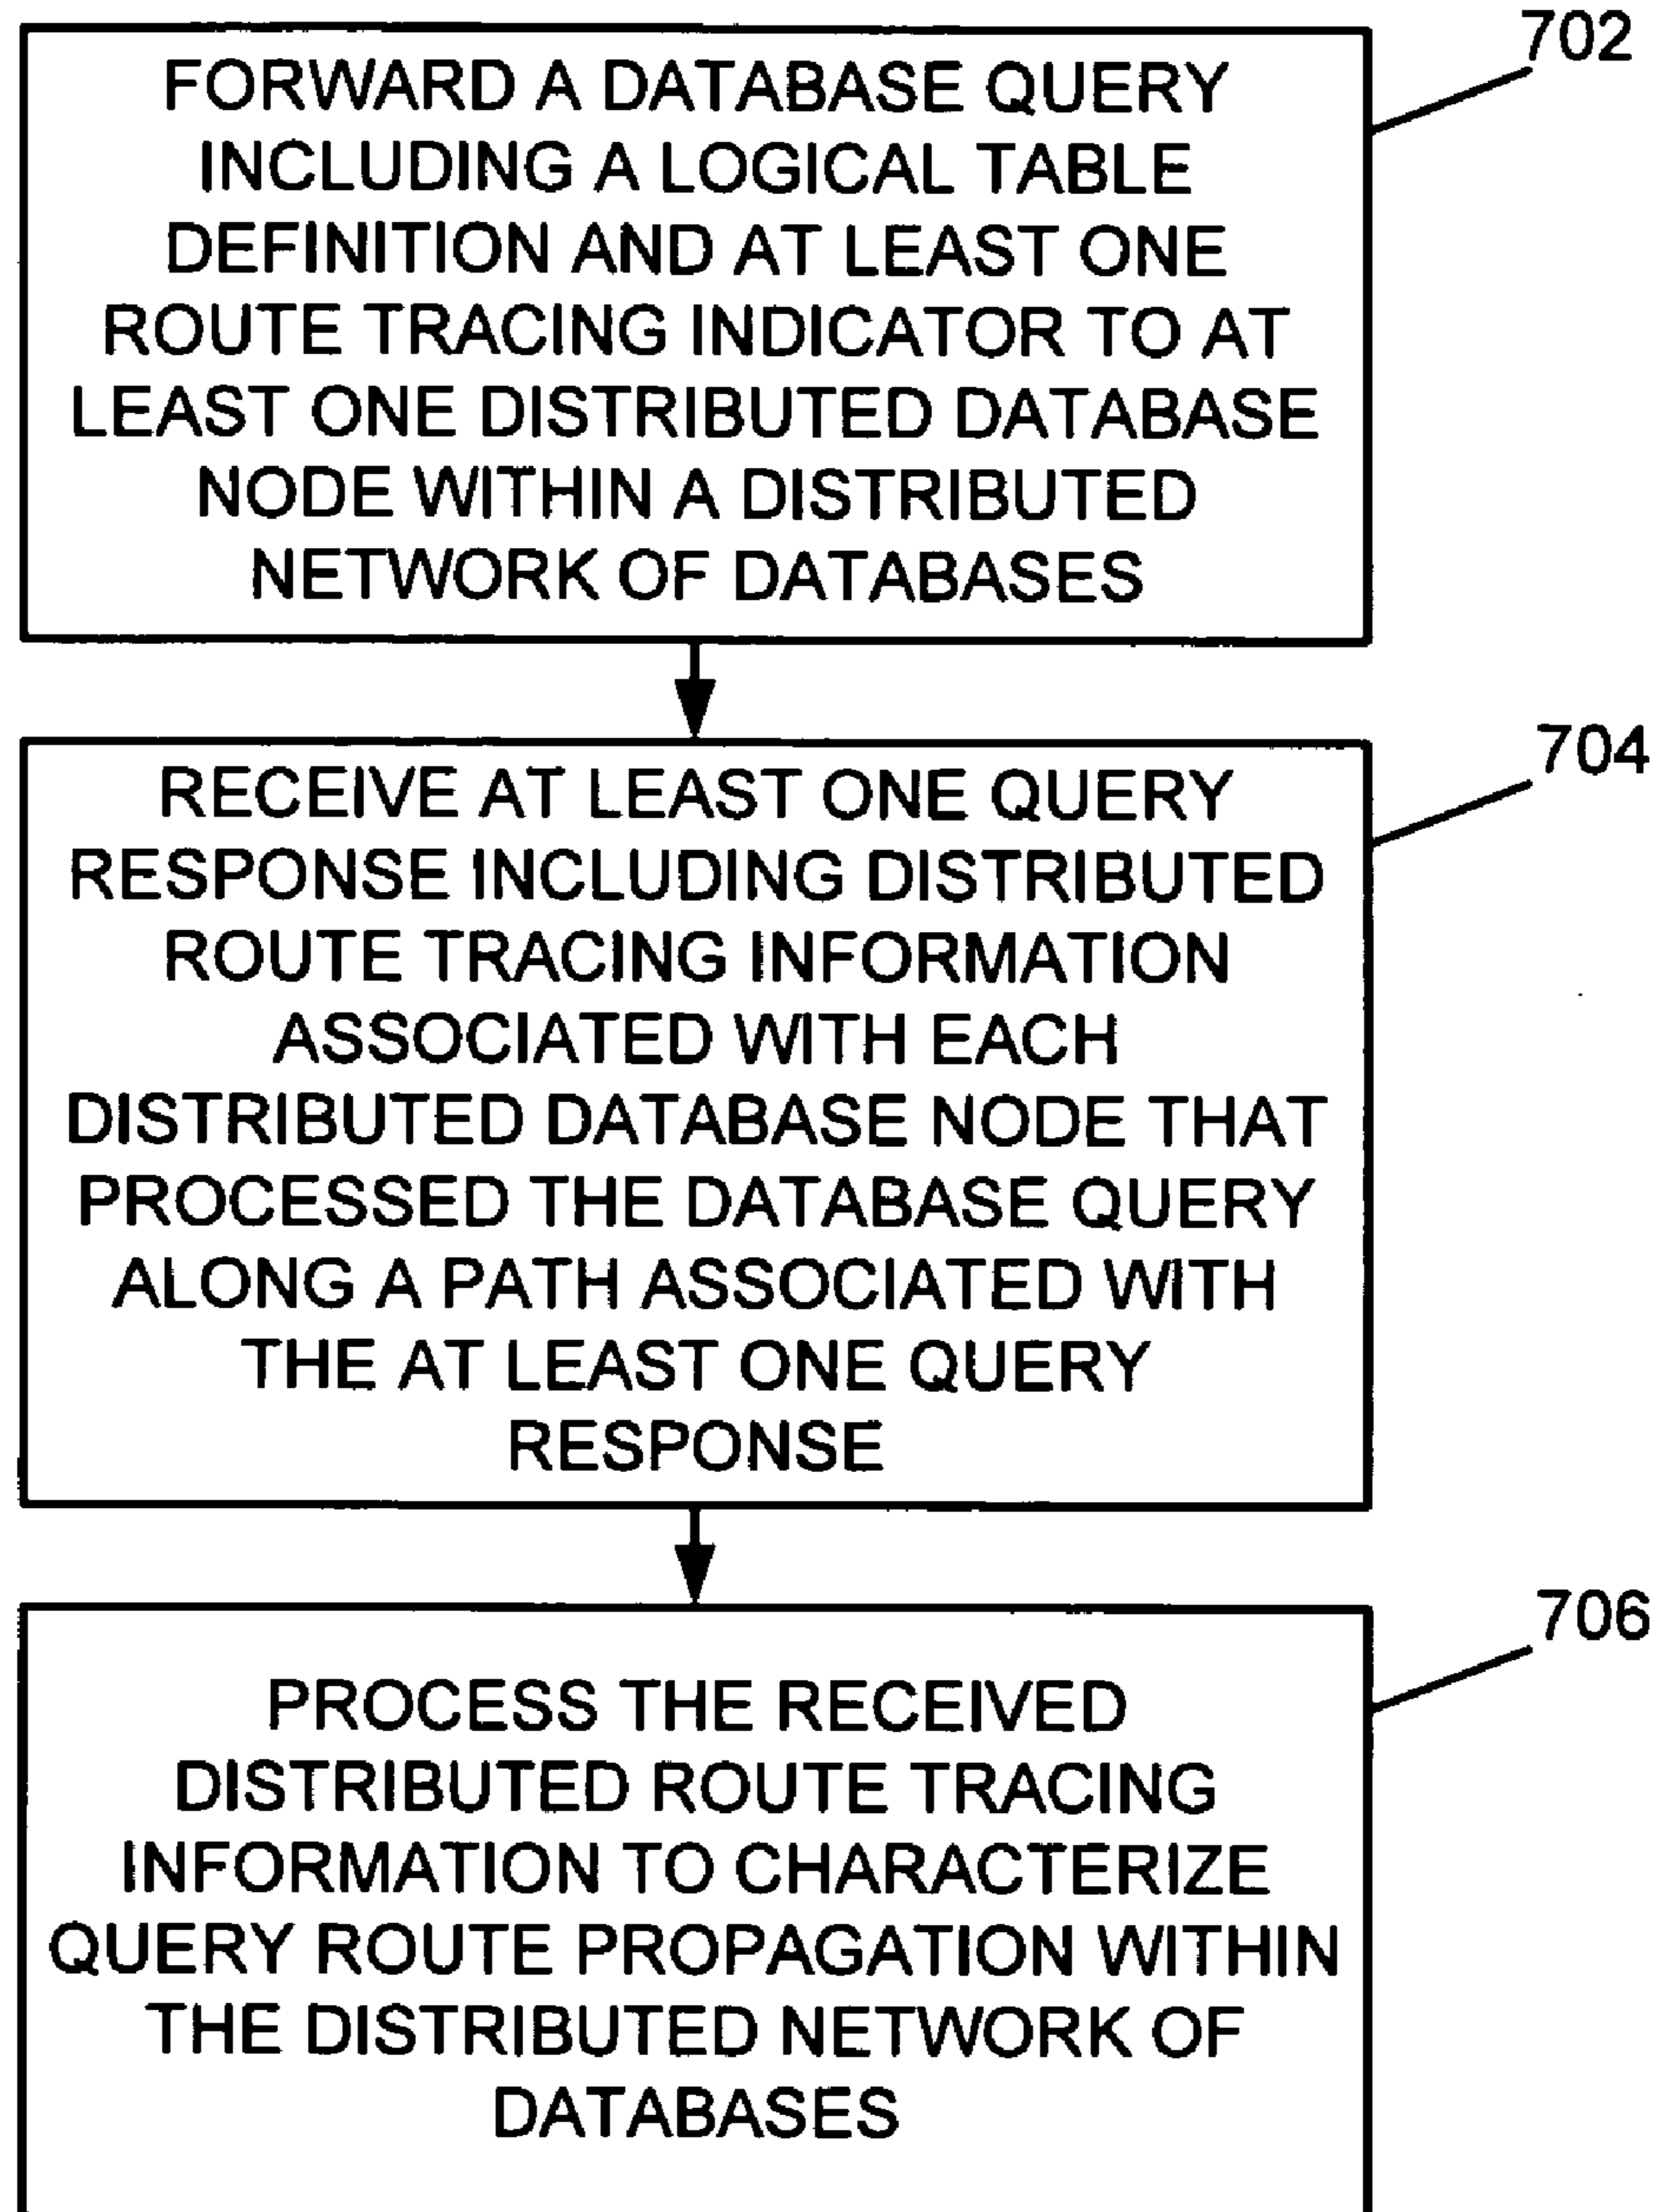 702
FORWARD A DATABASE QUERY
INCLUDING A LOGICAL TABLE
DEFINITION AND AT LEAST ONE
ROUTE TRACING INDICATOR TO AT
LEAST ONE DISTRIBUTED DATABASE
NODE WITHIN A DISTRIBUTED
NETWORK OF DATABASES
704
RECEIVE AT LEAST ONE QUERY
RESPONSE INCLUDING DISTRIBUTED
ROUTE TRACING INFORMATION
ASSOCIATED WITH EACH
DISTRIBUTED DATABASE NODE THAT
PROCESSED THE DATABASE QUERY
ALONG A PATH ASSOCIATED WITH
THE AT LEAST ONE QUERY
RESPONSE
706
PROCESS THE RECEIVED
DISTRIBUTED ROUTE TRACING
INFORMATION TO CHARACTERIZE
QUERY ROUTE PROPAGATION WITHIN
THE DISTRIBUTED NETWORK OF
DATABASES